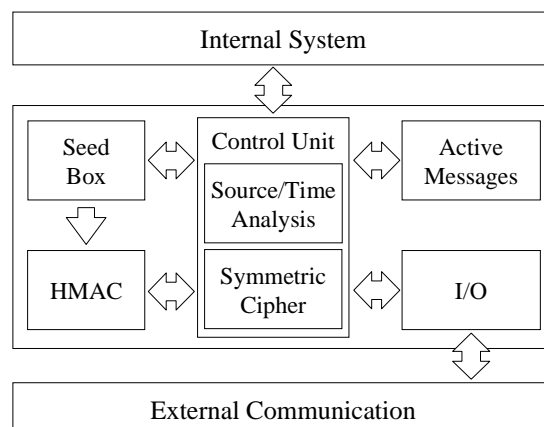 Internal System
Seed
Box
Control Unit
Source/Time
Analysis
Active
Messages
HMAC
Symmetric
Cipher
I/O
External Communication